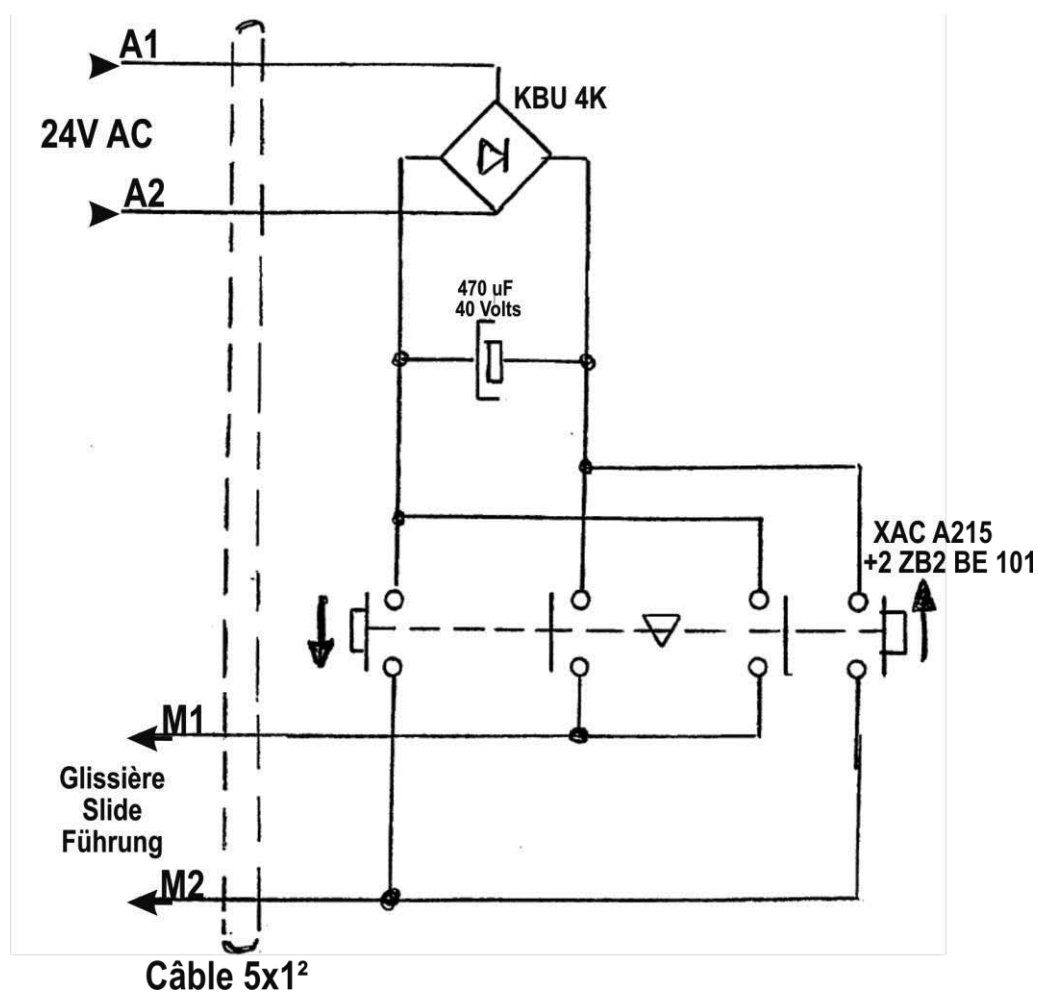 A1
KBU 4K
24V AC
A2
470 uF
40 Volts
XAC A215
+2 ZB2 BE 101
M1
Glissière
Slide
Führung
M2
Câble 5x1²